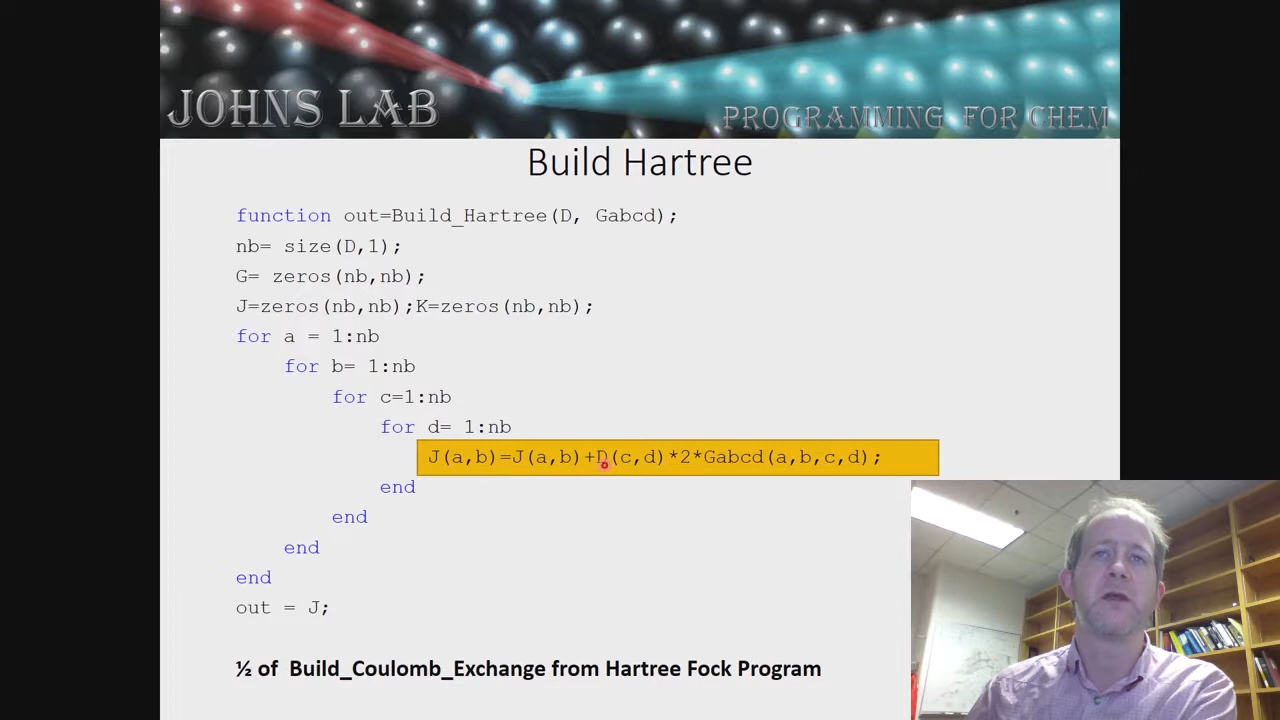 JOHNS LAB
PROGRAMMING FOR CHEM
Build Hartree
function out=Build_Hartree(D, Gabcd);
nb= size(D,1);
G= zeros(nb,nb);
J=zeros(nb,nb);K=zeros(nb,nb);
for a = 1:nb
for b= 1:nb
for c=1:nb
for d= 1:nb
J(a,b)=J(a,b)+D(c,d)*2*Gabcd(a,b,c,d);
end
end
end
end
out = J;
½ of Build_Coulomb_Exchange from Hartree Fock Program